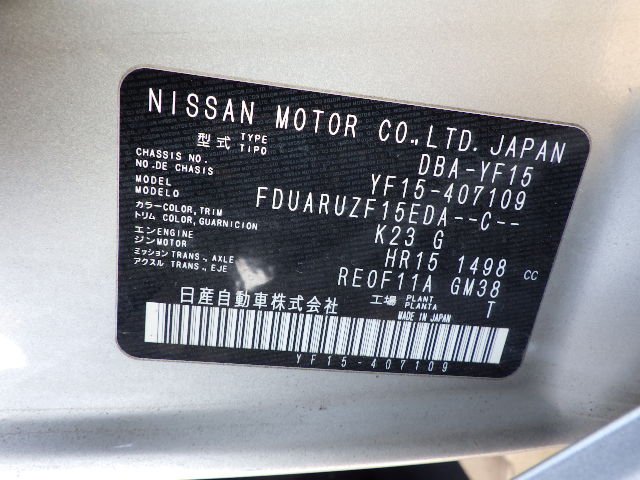 NISSAN MOTOR CO.,LTD. JAPAN
型式 TYPE TIPO DBA-YF15
CHASSIS NO. NO.DE CHASIS YF15-407109
MODEL MODELO FDUARUZF15EDA--C--
カラー COLOR,TRIM トリム COLOR,GUARNICION K23 G
エンジン ENGINE MOTOR HR15 1498 cc
ミッション TRANS., AXLE アクスル TRANS., EJE RE0F11A GM38
日産自動車株式会社 工場 PLANT PLANTA T
MADE IN JAPAN
YF15-407109